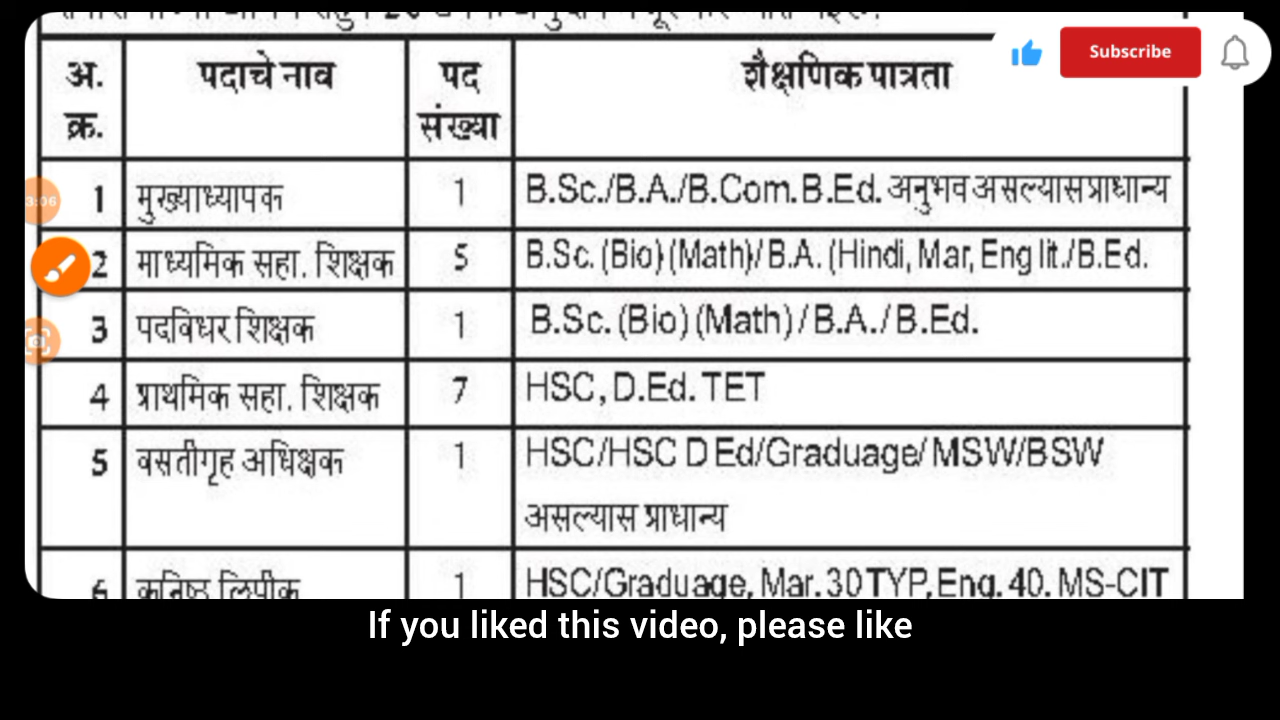 Subscribe
अ. क्र. पदाचे नाव पद संख्या शैक्षणिक पात्रता
1 मुख्याध्यापक 1 B.Sc./B.A./B.Com. B.Ed. अनुभव असल्यास प्राधान्य
3:06
2 माध्यमिक सहा. शिक्षक 5 B.Sc. (Bio) (Math)/ B.A. (Hindi, Mar, Eng lit./B.Ed.
3 पदविधर शिक्षक 1 B.Sc. (Bio) (Math) / B.A. / B.Ed.
4 प्राथमिक सहा. शिक्षक 7 HSC, D.Ed. TET
5 वसतीगृह अधिक्षक 1 HSC/HSC D Ed/Graduage/ MSW/BSW
असल्यास प्राधान्य
6 कनिष्ठ लिपीक 1 HSC/Graduage, Mar. 30 TYP, Eng. 40. MS-CIT
If you liked this video, please like